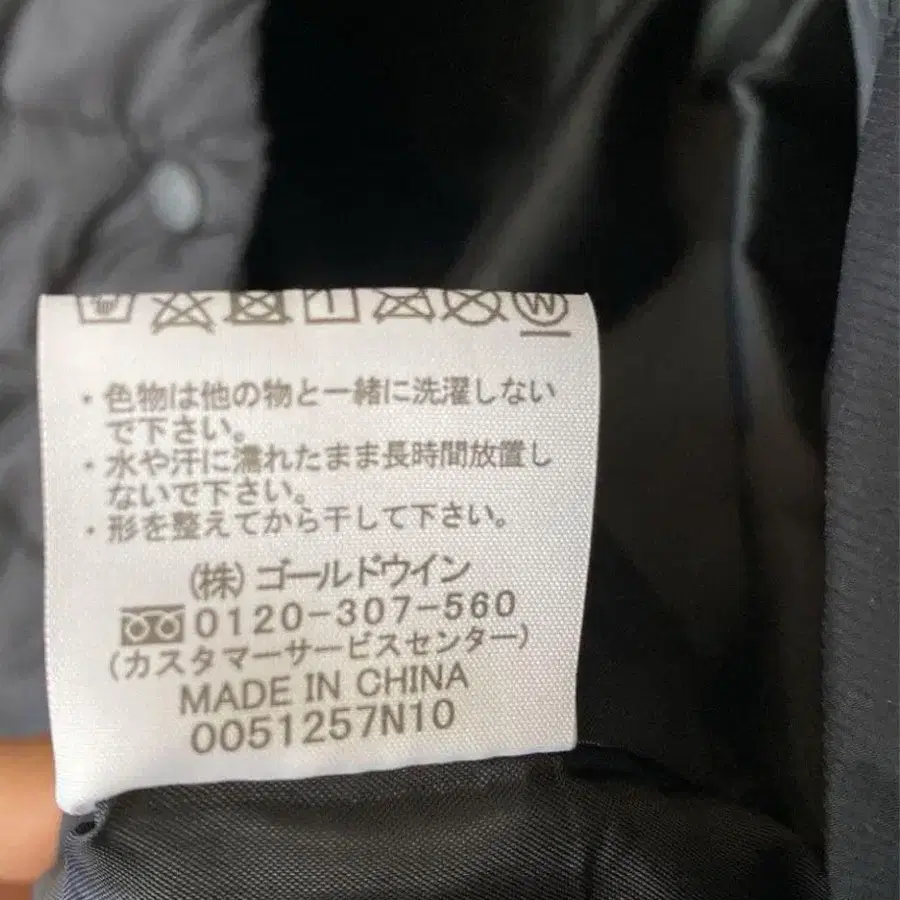 W
・色物は他の物と一緒に洗濯しない
で下さい。
・水や汗に濡れたまま長時間放置し
ないで下さい。
・形を整えてから干して下さい。
(株)ゴールドウイン
0120-307-560
(カスタマーサービスセンター)
MADE IN CHINA
0051257N10